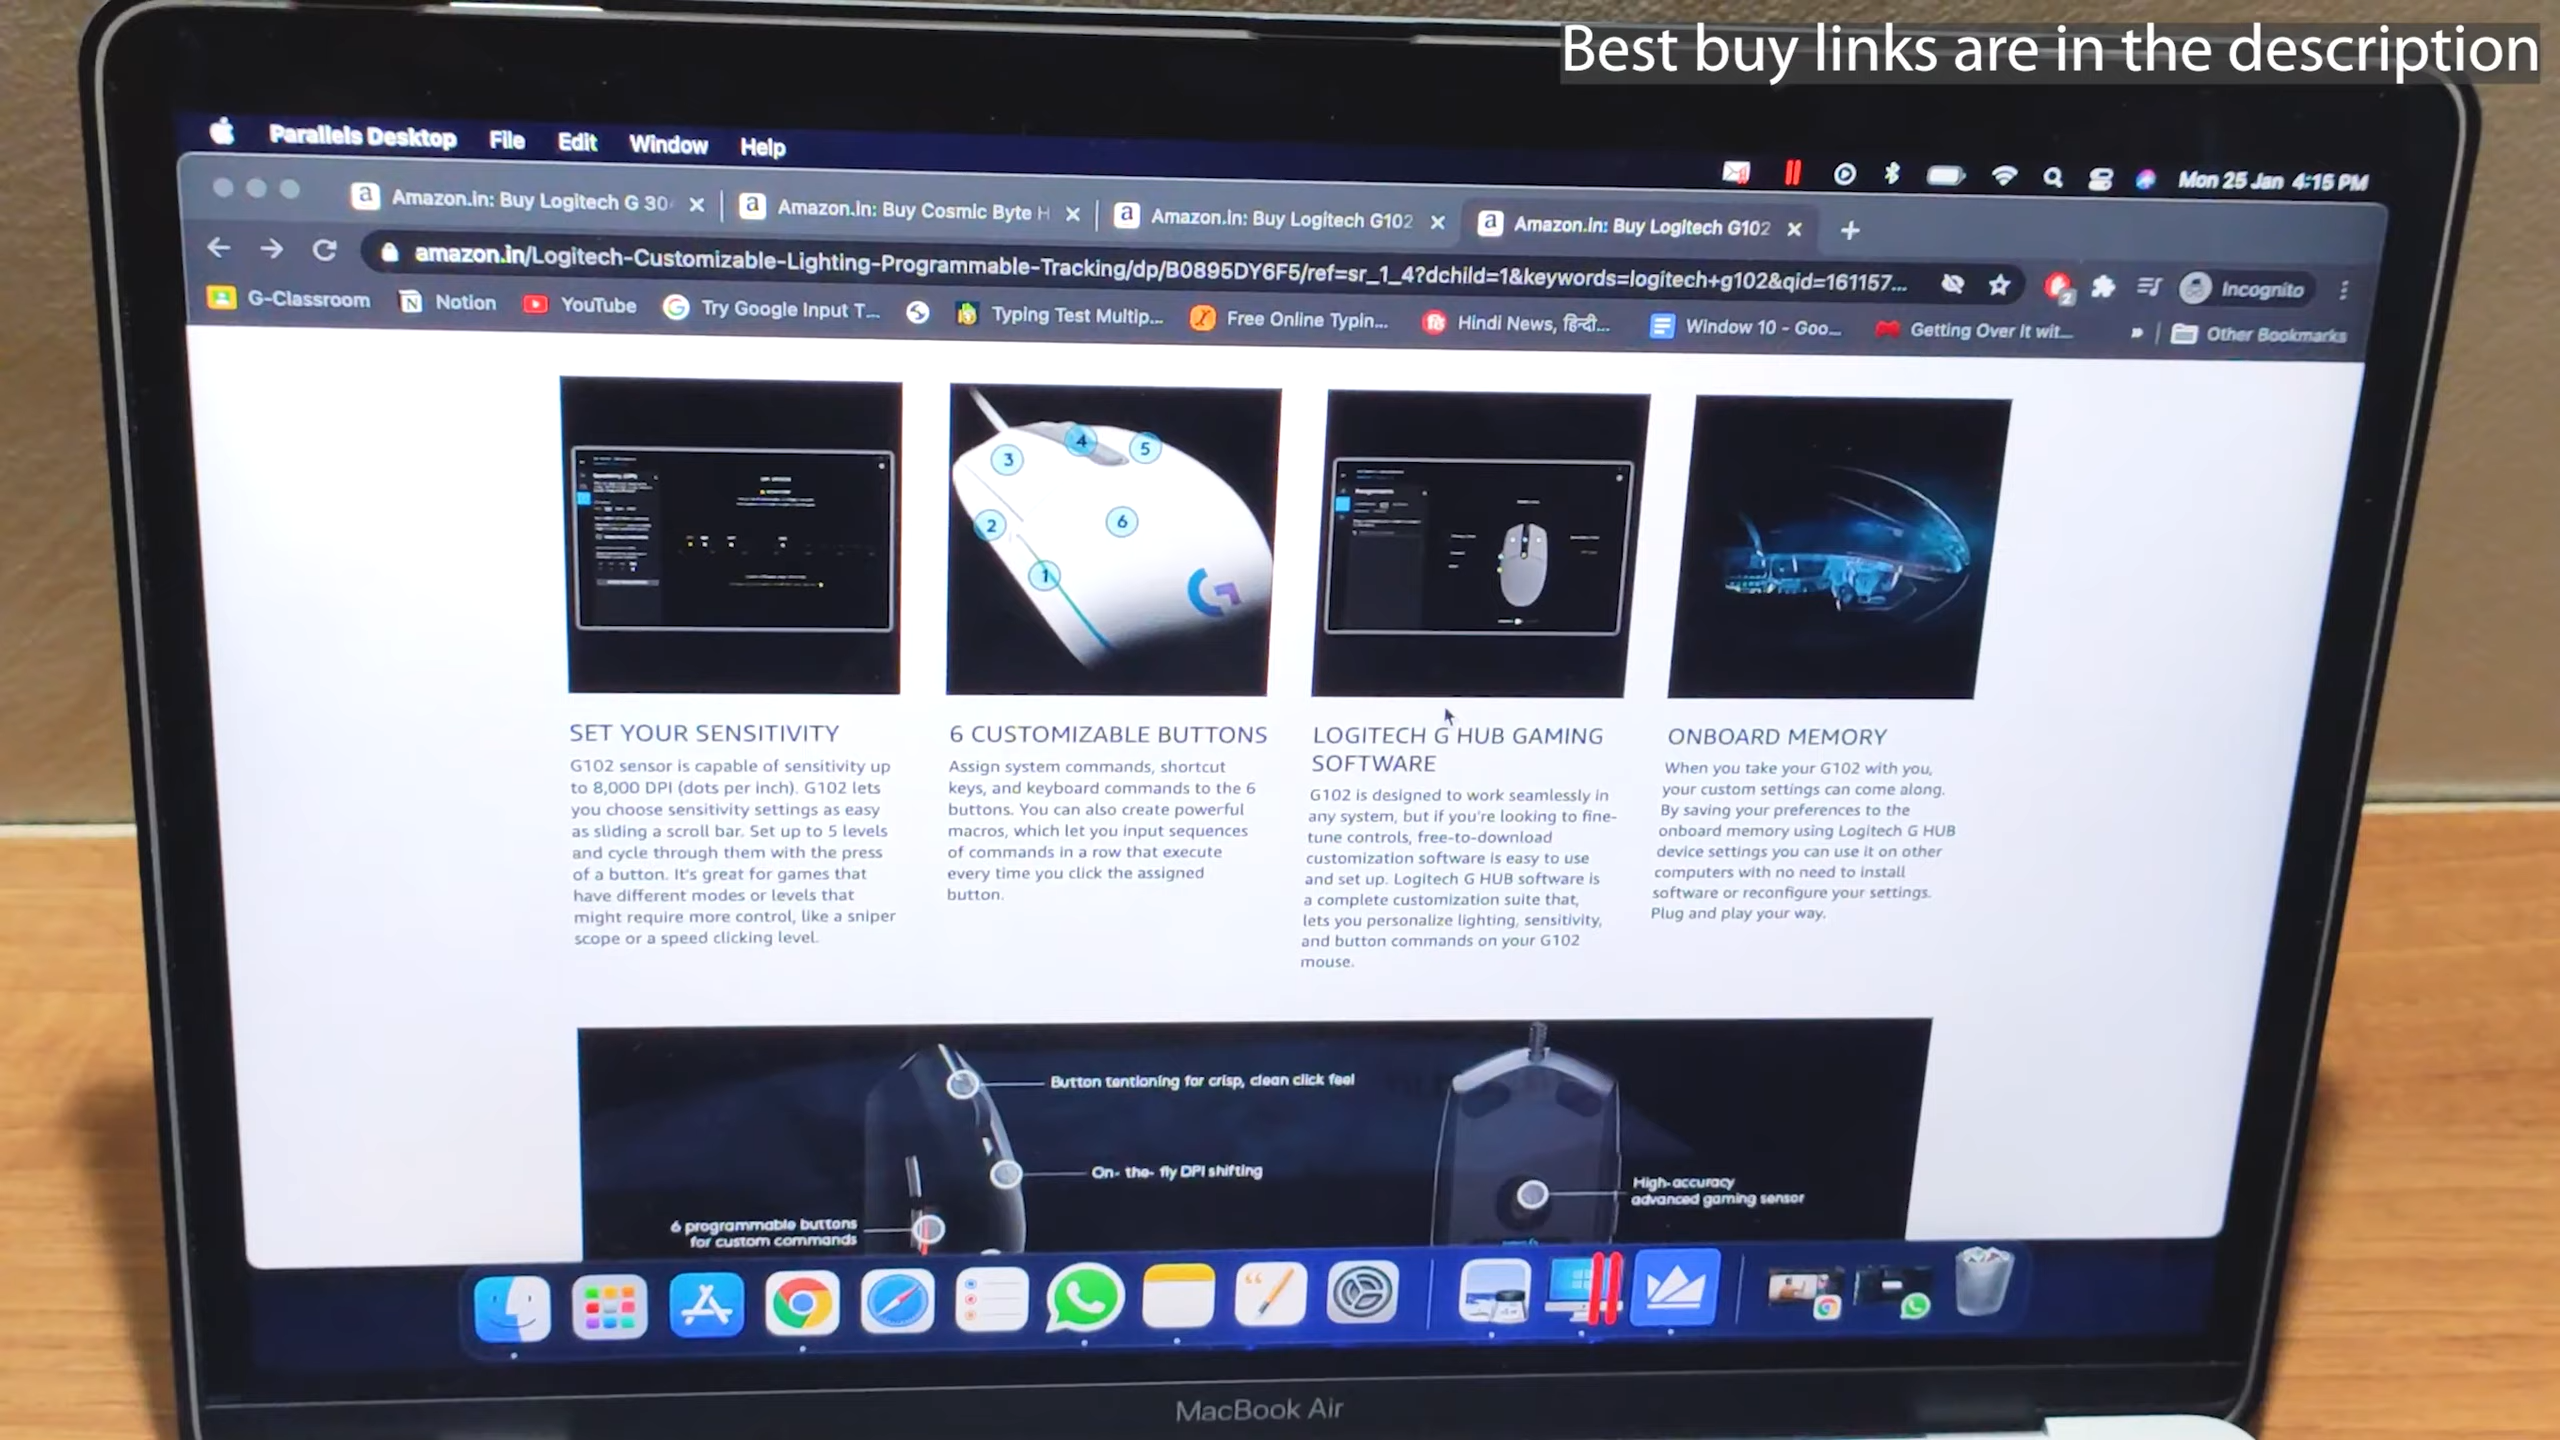 Best buy links are in the description
Parallels Desktop File Edit Window Help
Mon 25 Jan 4:15 PM
Amazon.in: Buy Logitech G 30
Amazon.in: Buy Cosmic Byte H
Amazon.in: Buy Logitech G102
Amazon.in: Buy Logitech G102
amazon.in/Logitech-Customizable-Lighting-Programmable-Tracking/dp/B0895DY6F5/ref=sr_1_4?dchild=1&keywords=logitech+g102&qid=161157...
2
Incognito
G-Classroom
Notion
YouTube
Try Google Input T...
Typing Test Multip...
Free Online Typin...
Hindi News, हिन्दी...
Window 10 - Goo...
Getting Over It wit...
Other Bookmarks
4
5
3
2
6
1
SET YOUR SENSITIVITY
G102 sensor is capable of sensitivity up
to 8,000 DPI (dots per inch). G102 lets
you choose sensitivity settings as easy
as sliding a scroll bar. Set up to 5 levels
and cycle through them with the press
of a button. It's great for games that
have different modes or levels that
might require more control, like a sniper
scope or a speed clicking level.
6 CUSTOMIZABLE BUTTONS
Assign system commands, shortcut
keys, and keyboard commands to the 6
buttons. You can also create powerful
macros, which let you input sequences
of commands in a row that execute
every time you click the assigned
button.
LOGITECH G HUB GAMING
SOFTWARE
G102 is designed to work seamlessly in
any system, but if you're looking to fine-
tune controls, free-to-download
customization software is easy to use
and set up. Logitech G HUB software is
a complete customization suite that,
lets you personalize lighting, sensitivity,
and button commands on your G102
mouse.
ONBOARD MEMORY
When you take your G102 with you,
your custom settings can come along.
By saving your preferences to the
onboard memory using Logitech G HUB
device settings you can use it on other
computers with no need to install
software or reconfigure your settings.
Plug and play your way.
Button tentioning for crisp, clean click feel
On- the- fly DPI shifting
6 programmable buttons
for custom commands
High-accuracy
advanced gaming sensor
MacBook Air